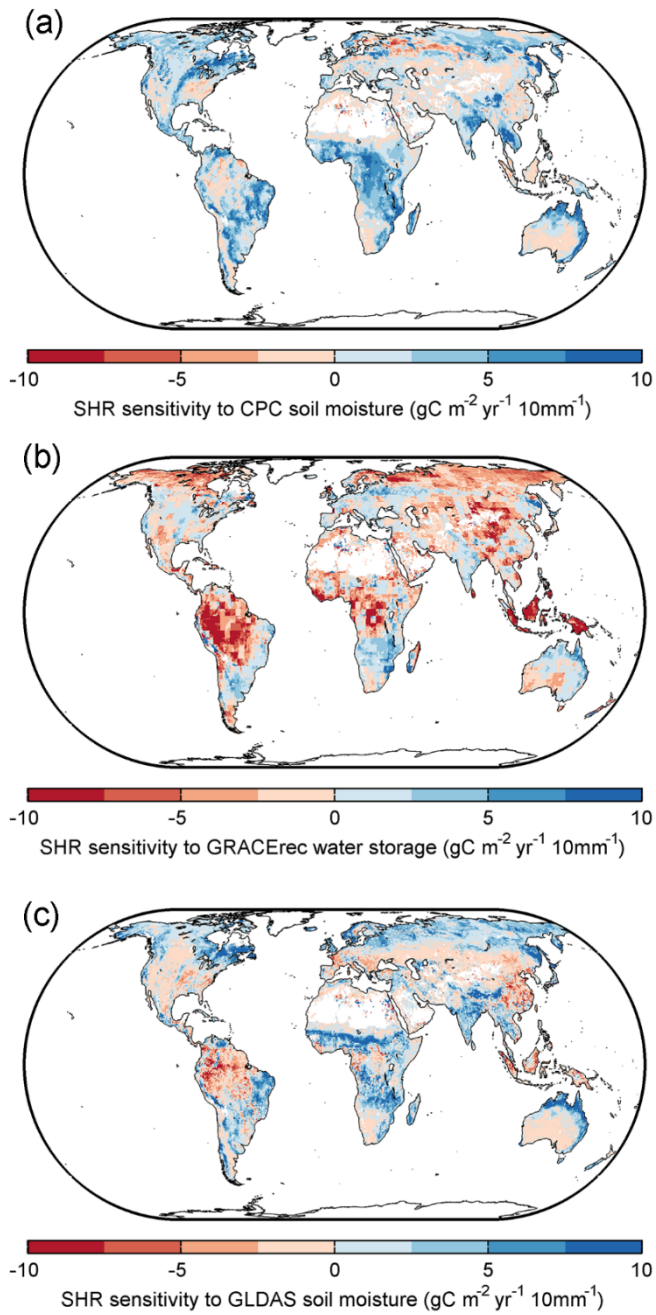 (a)
-10 -5 0 5 10
SHR sensitivity to CPC soil moisture (gC m⁻² yr⁻¹ 10mm⁻¹)
(b)
-10 -5 0 5 10
SHR sensitivity to GRACErec water storage (gC m⁻² yr⁻¹ 10mm⁻¹)
(c)
-10 -5 0 5 10
SHR sensitivity to GLDAS soil moisture (gC m⁻² yr⁻¹ 10mm⁻¹)